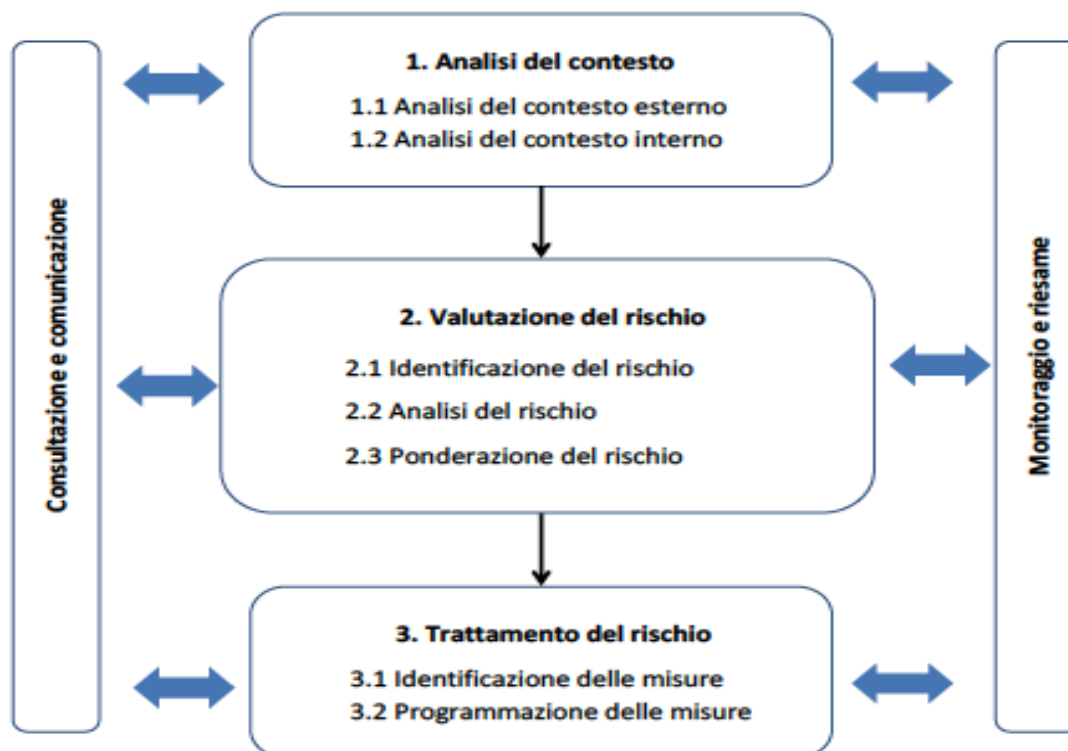 Consultazione e comunicazione
1. Analisi del contesto
1.1 Analisi del contesto esterno
1.2 Analisi del contesto interno
2. Valutazione del rischio
2.1 Identificazione del rischio
2.2 Analisi del rischio
2.3 Ponderazione del rischio
3. Trattamento del rischio
3.1 Identificazione delle misure
3.2 Programmazione delle misure
Monitoraggio e riesame